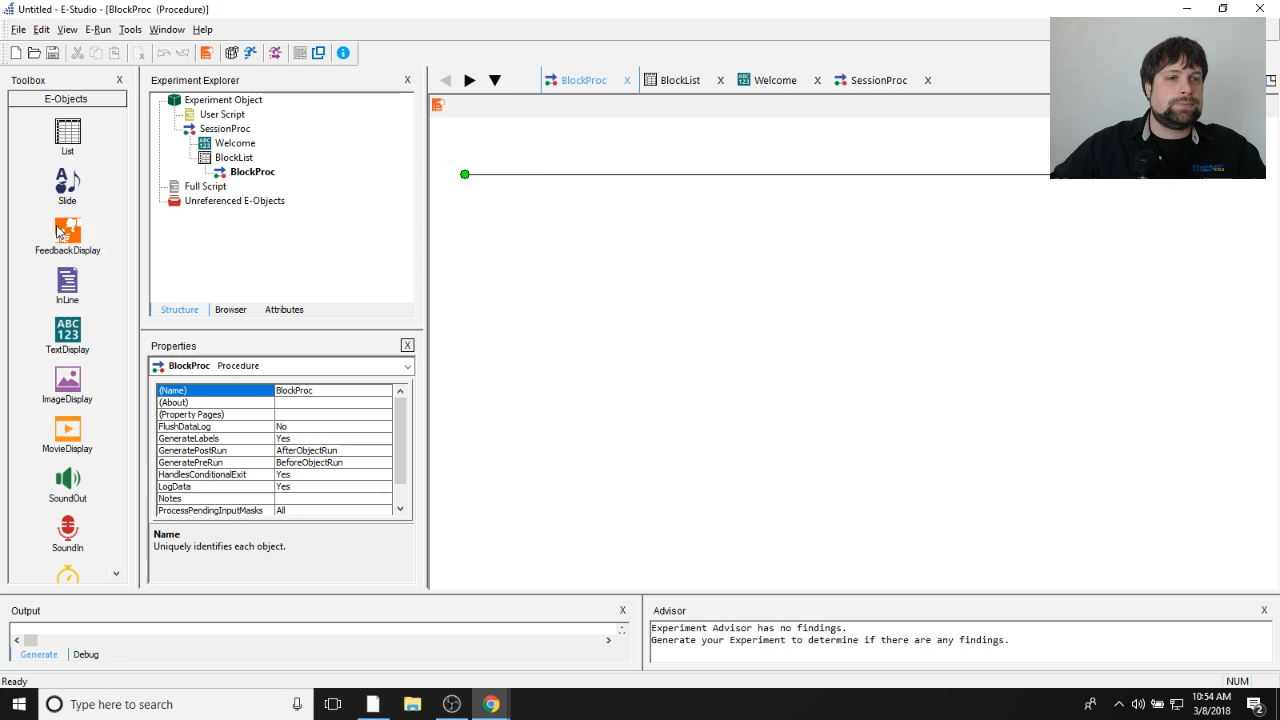 Untitled - E-Studio - [BlockProc (Procedure)]
File Edit View E-Run Tools Window Help
Toolbox X
E-Objects
List
Slide
FeedbackDisplay
InLine
ABC
123
TextDisplay
ImageDisplay
MovieDisplay
SoundOut
SoundIn
Experiment Explorer X
Experiment Object
User Script
SessionProc
Welcome
BlockList
BlockProc
Full Script
Unreferenced E-Objects
Structure Browser Attributes
Properties X
BlockProc Procedure
(Name) BlockProc
(About)
(Property Pages)
FlushDataLog No
GenerateLabels Yes
GeneratePostRun AfterObjectRun
GeneratePreRun BeforeObjectRun
HandlesConditionalExit Yes
LogData Yes
Notes
ProcessPendingInputMasks All
Name
Uniquely identifies each object.
BlockProc X BlockList X Welcome X SessionProc X
Output X
Generate Debug
Advisor X
Experiment Advisor has no findings.
Generate your Experiment to determine if there are any findings.
Ready NUM
Type here to search
10:54 AM
3/8/2018
2